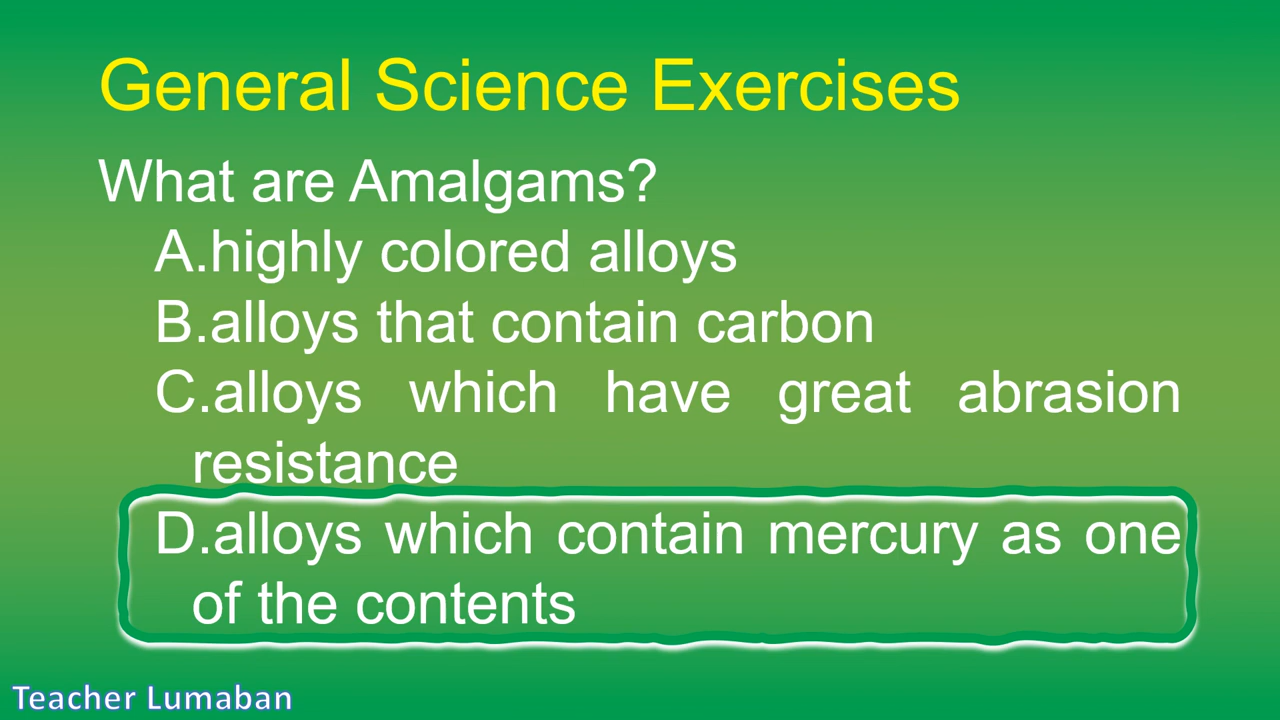 General Science Exercises
What are Amalgams?
A.highly colored alloys
B.alloys that contain carbon
C.alloys which have great abrasion
resistance
D.alloys which contain mercury as one
of the contents
Teacher Lumaban